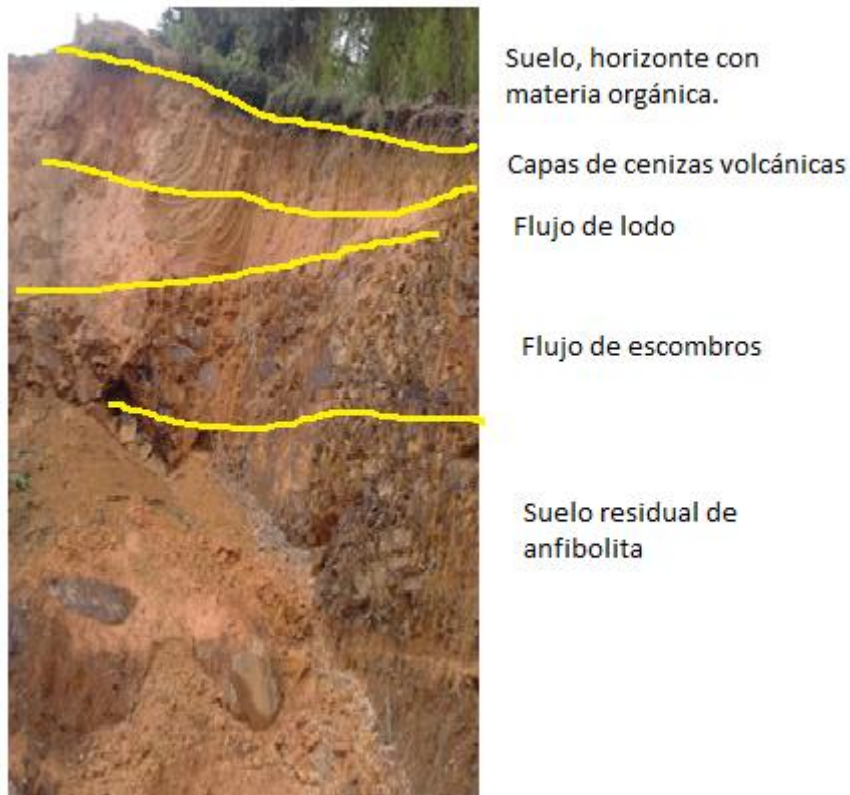 Suelo, horizonte con
materia orgánica.
Capas de cenizas volcánicas
Flujo de lodo
Flujo de escombros
Suelo residual de
anfibolita